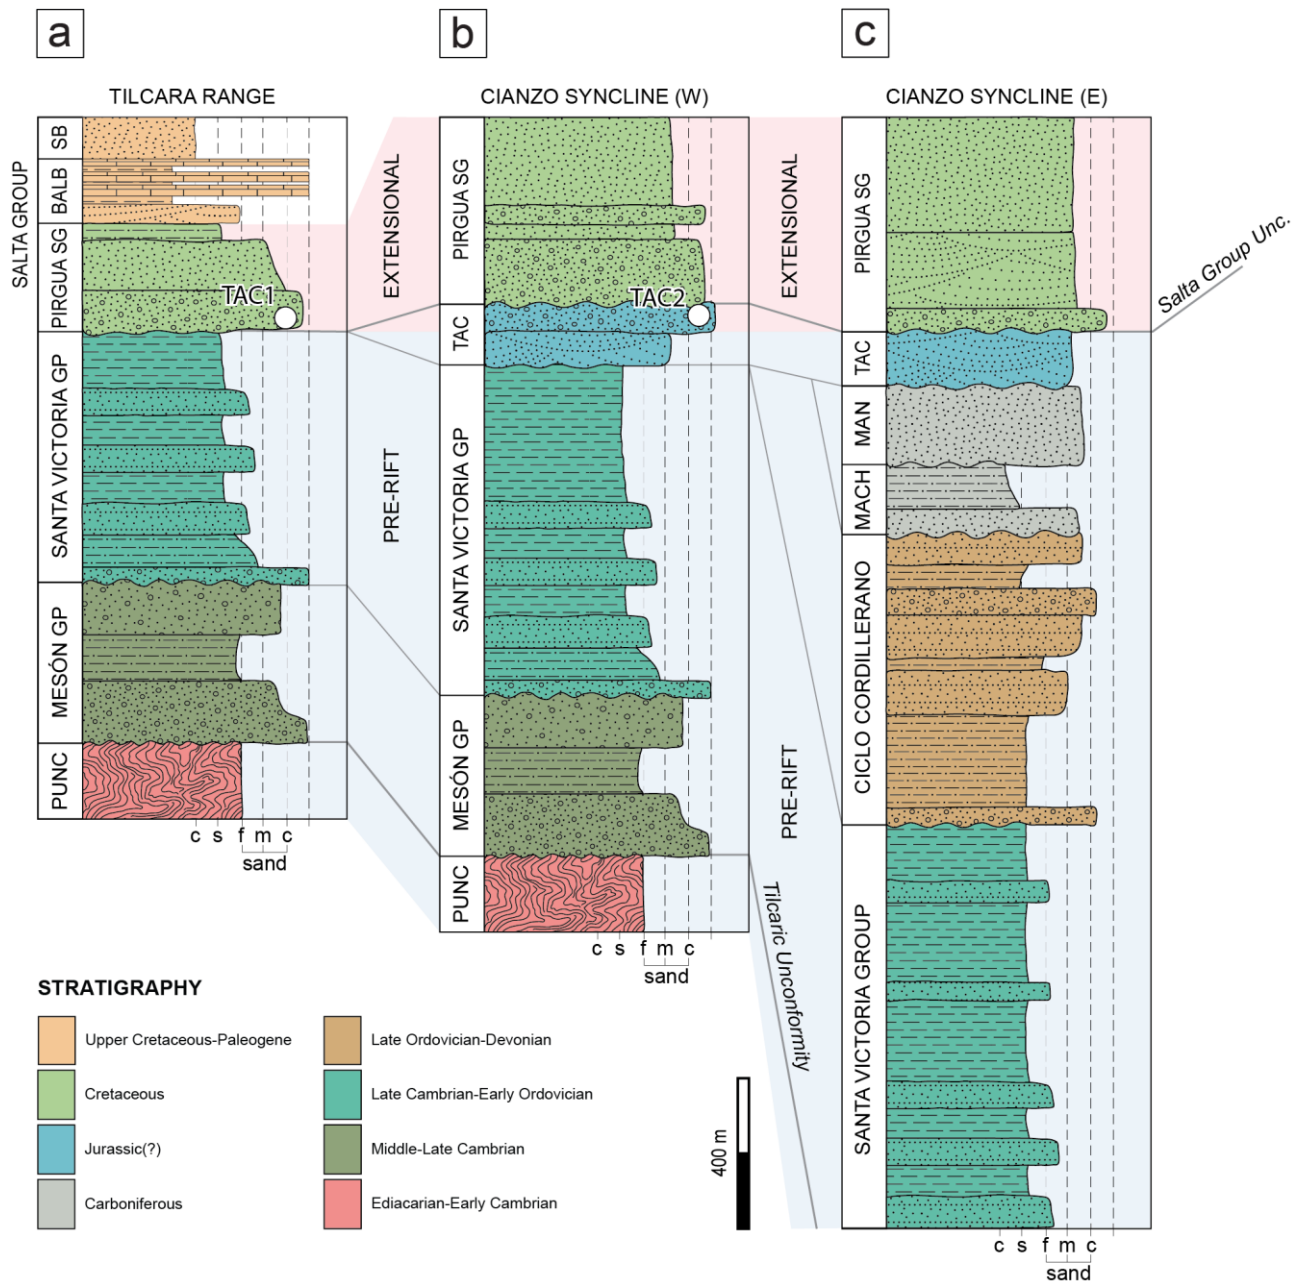 a
b
c
TILCARA RANGE
CIANZO SYNCLINE (W)
CIANZO SYNCLINE (E)
SALTA GROUP
SB
BALB
PIRGUA SG
SANTA VICTORIA GP
MESÓN GP
PUNC
TAC1
c s f m c
sand
EXTENSIONAL
PRE-RIFT
PIRGUA SG
TAC
SANTA VICTORIA GP
MESÓN GP
PUNC
TAC2
c s f m c
sand
EXTENSIONAL
PRE-RIFT
Tilcaric Unconformity
PIRGUA SG
TAC
MAN
MACH
CICLO CORDILLERANO
SANTA VICTORIA GROUP
Salta Group Unc.
c s f m c
sand
STRATIGRAPHY
Upper Cretaceous-Paleogene
Cretaceous
Jurassic(?)
Carboniferous
Late Ordovician-Devonian
Late Cambrian-Early Ordovician
Middle-Late Cambrian
Ediacarian-Early Cambrian
400 m